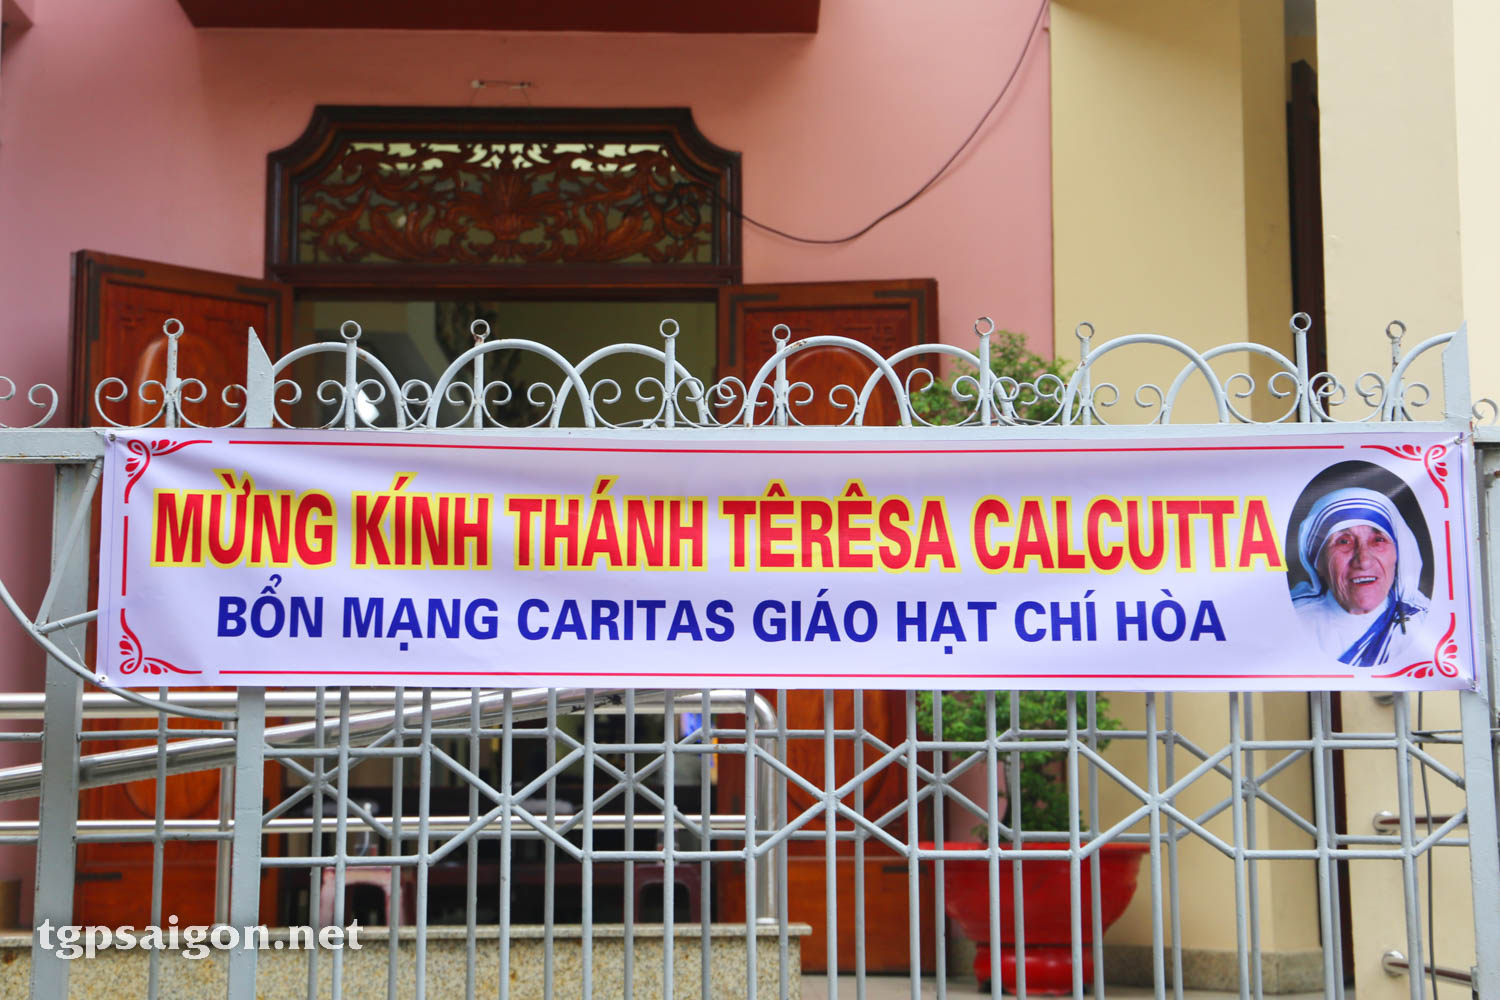 MỪNG KÍNH THÁNH TÊRÊSA CALCUTTA
BỔN MẠNG CARITAS GIÁO HẠT CHÍ HÒA
tgpsaigon.net